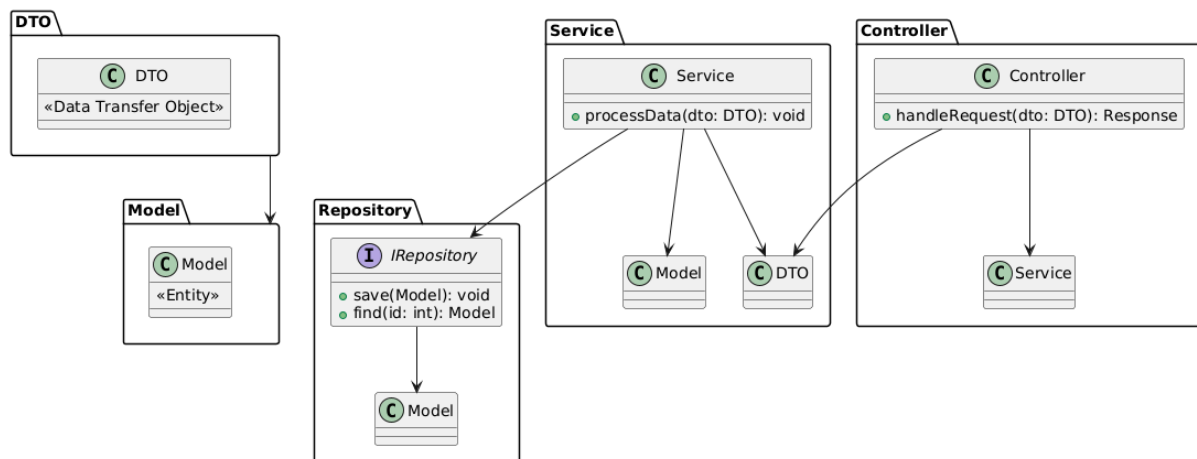 DTO
C DTO
«Data Transfer Object»
Model
C Model
«Entity»
Repository
I IRepository
save(Model): void
find(id: int): Model
C Model
Service
C Service
processData(dto: DTO): void
C Model
C DTO
Controller
C Controller
handleRequest(dto: DTO): Response
C Service